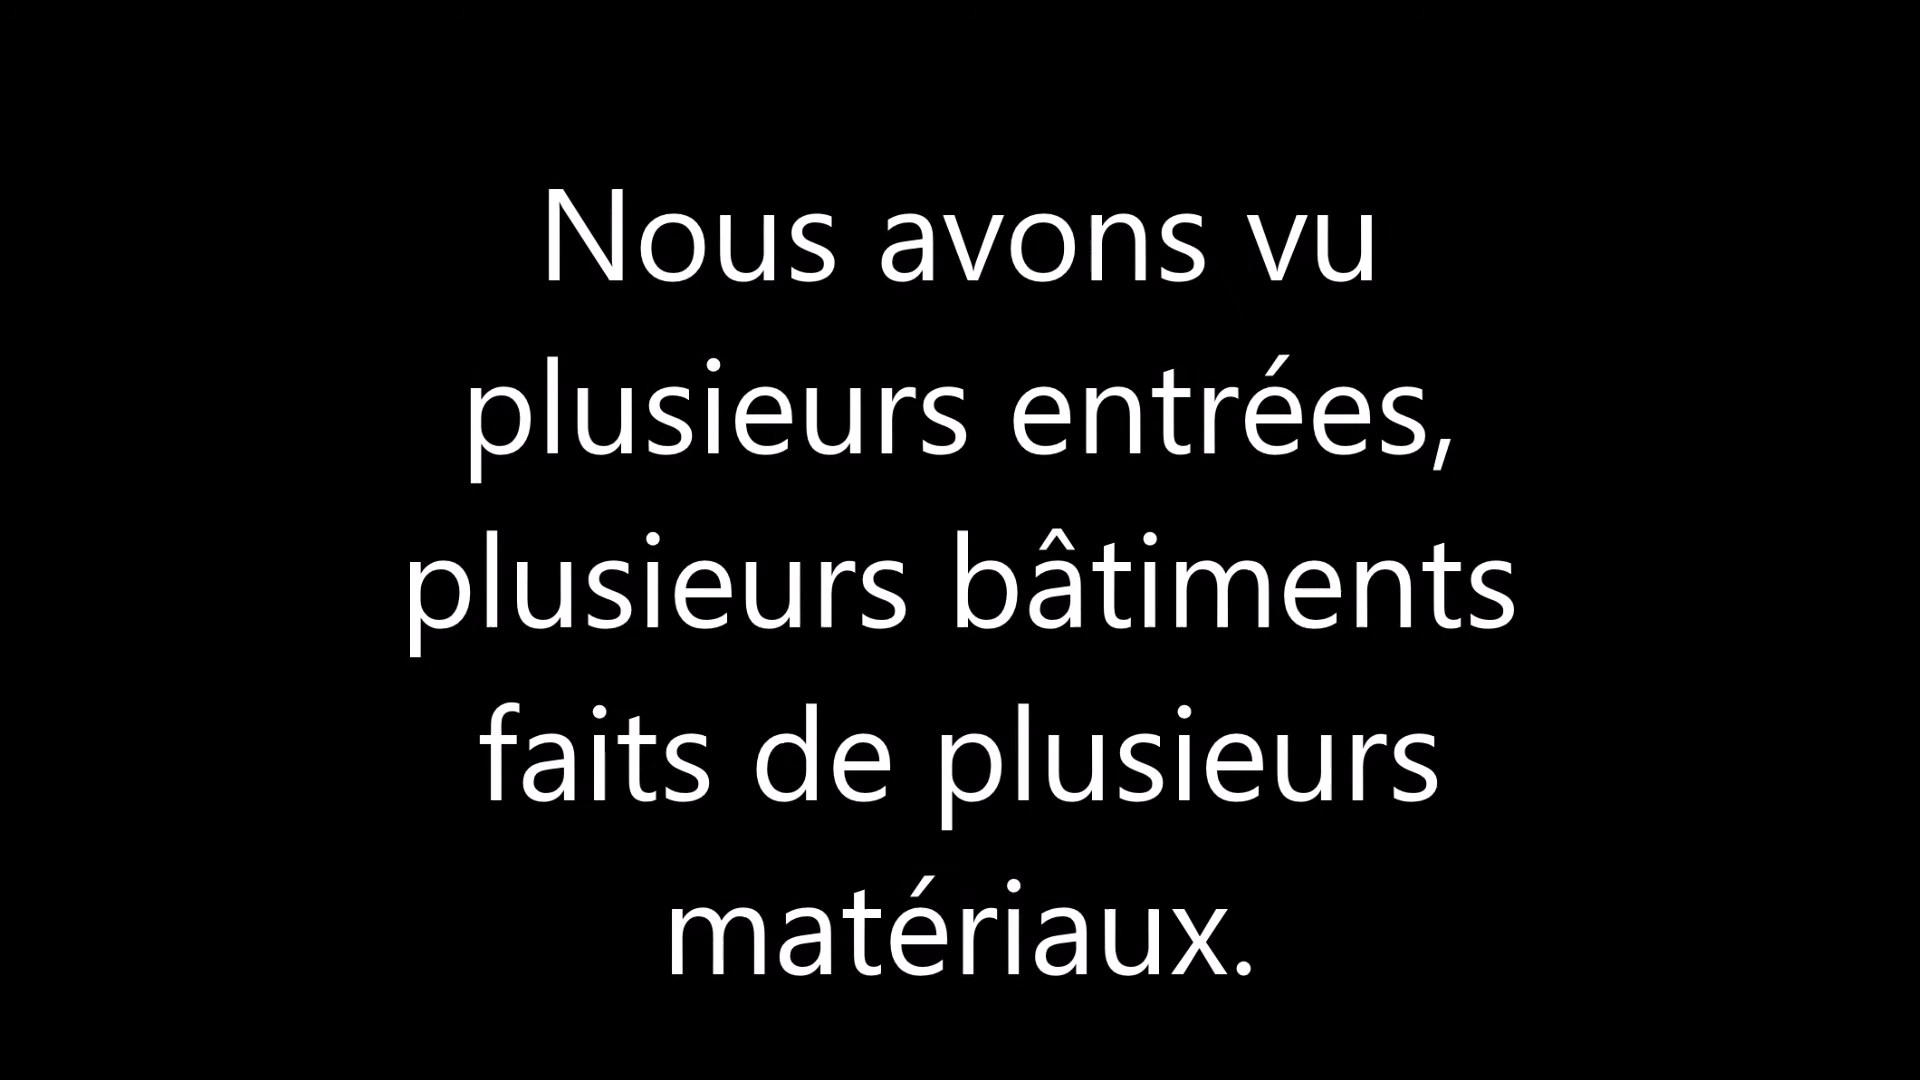 Nous avons vu
plusieurs entrées,
plusieurs bâtiments
faits de plusieurs
matériaux.